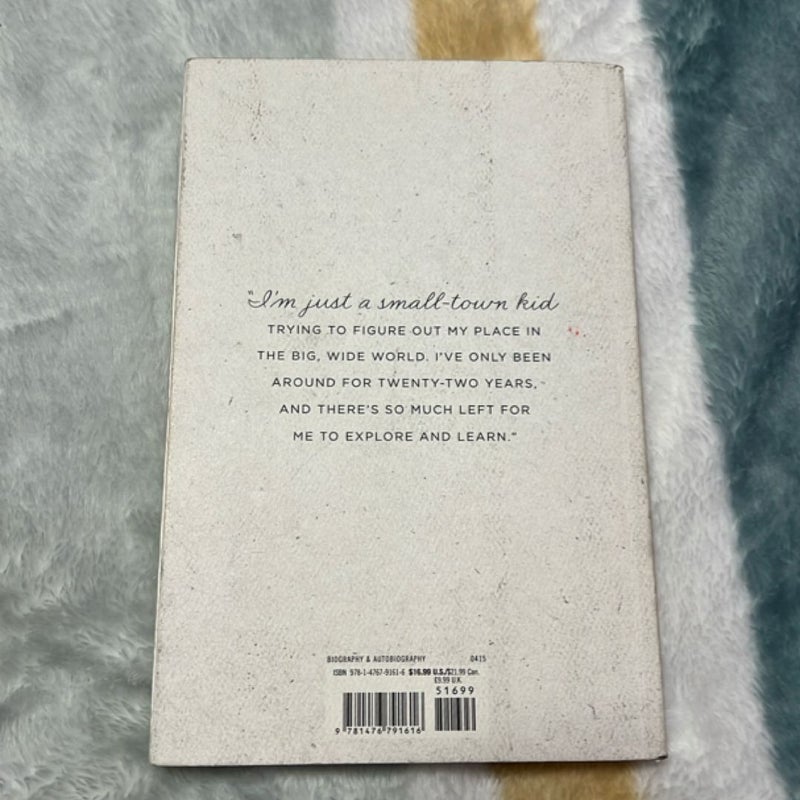 "I'm just a small-town kid
TRYING TO FIGURE OUT MY PLACE IN
THE BIG, WIDE WORLD. I'VE ONLY BEEN
AROUND FOR TWENTY-TWO YEARS,
AND THERE'S SO MUCH LEFT FOR
ME TO EXPLORE AND LEARN."
BIOGRAPHY & AUTOBIOGRAPHY 0415
ISBN 978-1-4767-9161-6 $16.99 U.S./$21.99 Can.
£9.99 U.K.
51699
9 781476 791616